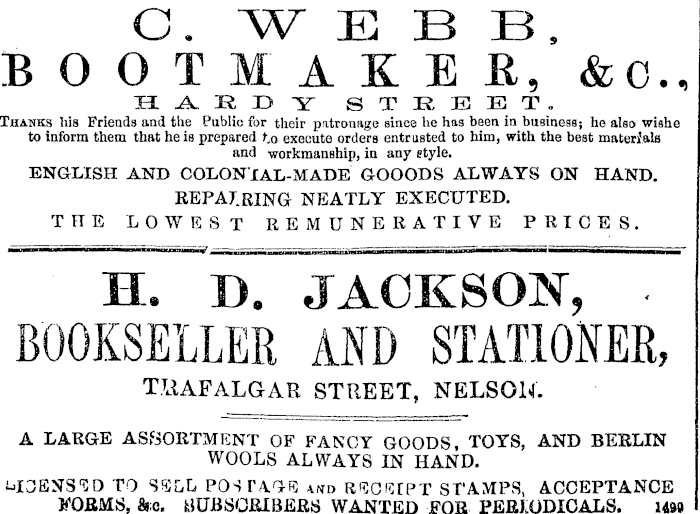 C. WEBB,
BOOTMAKER, &C.,
HARDY STREET.
THANKS his Friends and the Public for their patronage since he has been in business; he also wishe
to inform them that he is prepared to execute orders entrusted to him, with the best materials
and workmanship, in any style.
ENGLISH AND COLONIAL-MADE GOOODS ALWAYS ON HAND.
REPAIRING NEATLY EXECUTED.
THE LOWEST REMUNERATIVE PRICES.
H. D. JACKSON,
BOOKSELLER AND STATIONER,
TRAFALGAR STREET, NELSON.
A LARGE ASSORTMENT OF FANCY GOODS, TOYS, AND BERLIN
WOOLS ALWAYS IN HAND.
LICENSED TO SELL POSTAGE AND RECEIPT STAMPS, ACCEPTANCE
FORMS, &c. SUBSCRIBERS WANTED FOR PERIODICALS. 1499